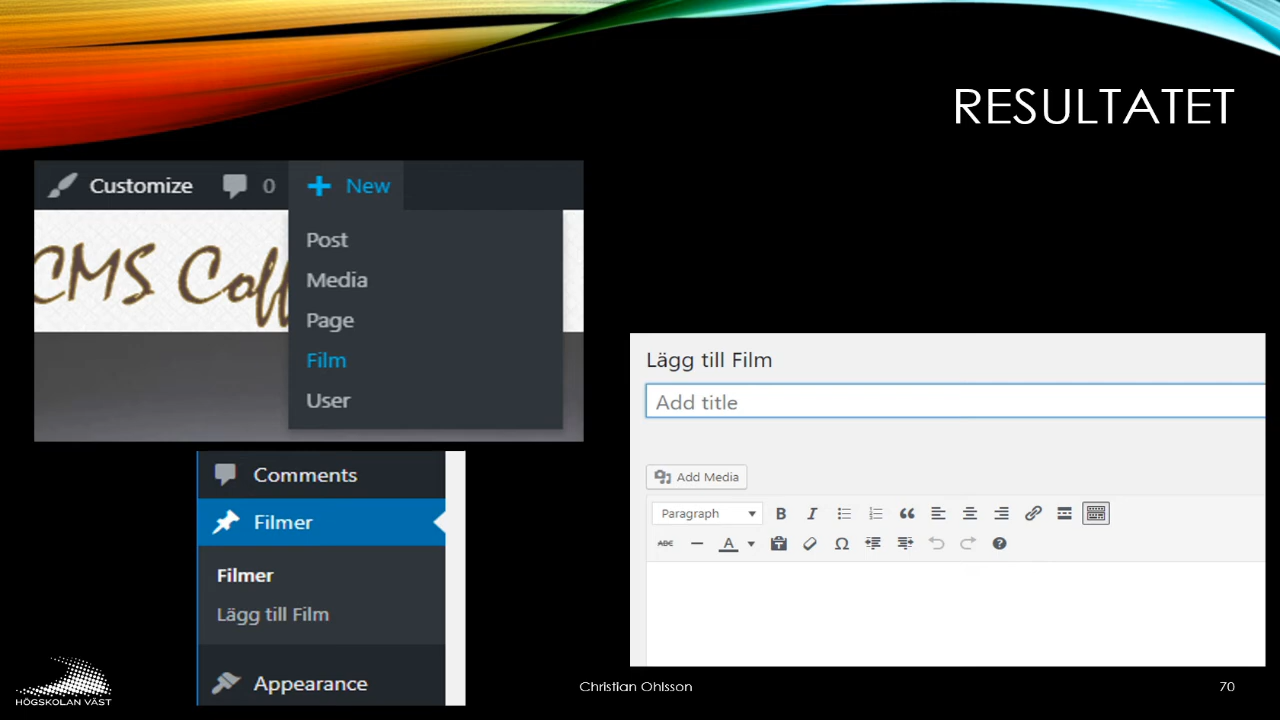 RESULTATET
Customize 0 New
CMS Coff
Post
Media
Page
Film
User
Comments
Filmer
Filmer
Lägg till Film
Appearance
Lägg till Film
Add title
Add Media
Paragraph B I
ABC A Ω ?
HÖGSKOLAN VÄST
Christian Ohlsson
70